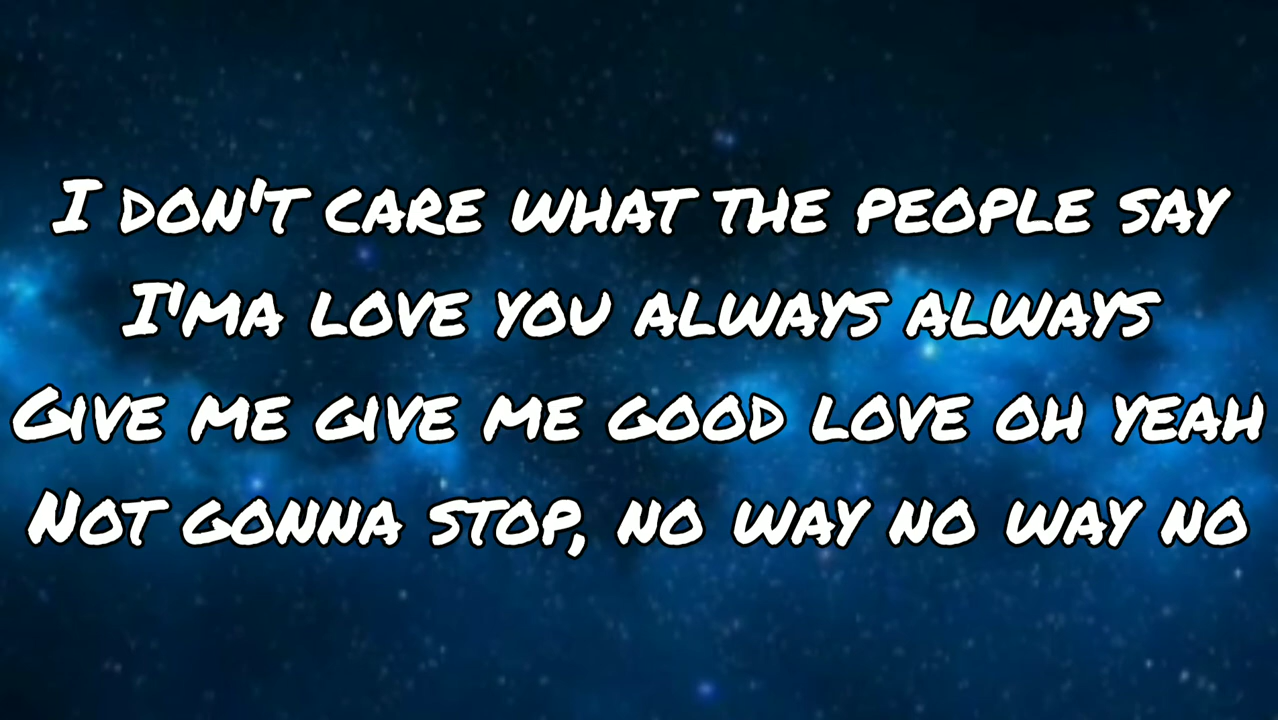 I don't care what the people say
I'ma love you always always
Give me give me good love oh yeah
Not gonna stop, no way no way no